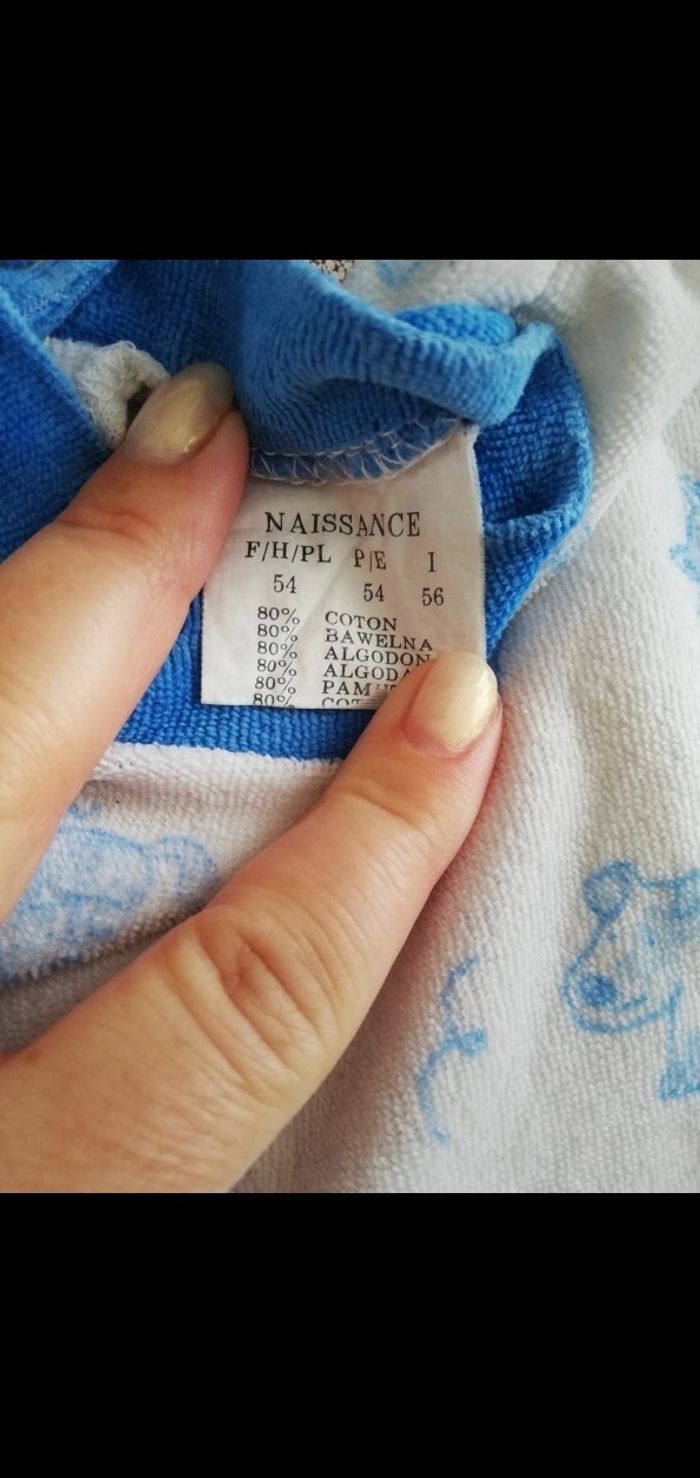 NAISSANCE
F/H/PL P/E I
54 54 56
80% COTON
80% BAWELNA
80% ALGODON
80%
80%
80%